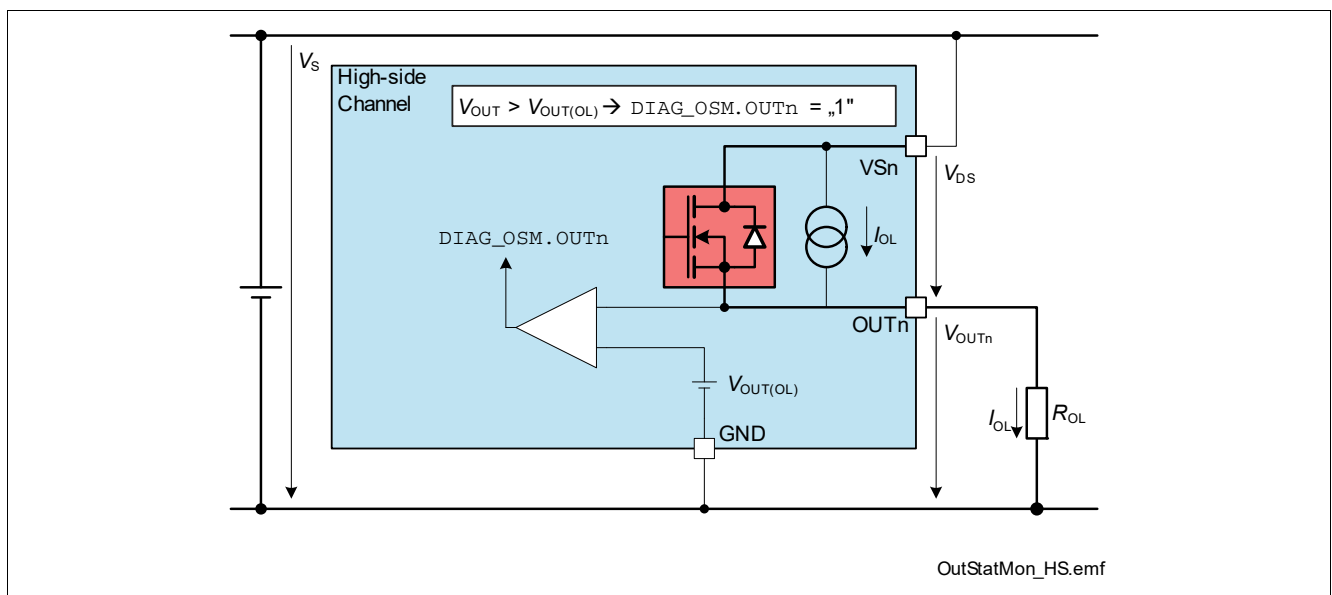 VS
High-side
Channel
VOUT > VOUT(OL) → DIAG_OSM.OUTn = „1"
VSn
VDS
IOL
DIAG_OSM.OUTn
OUTn
VOUTn
VOUT(OL)
IOL
ROL
GND
OutStatMon_HS.emf